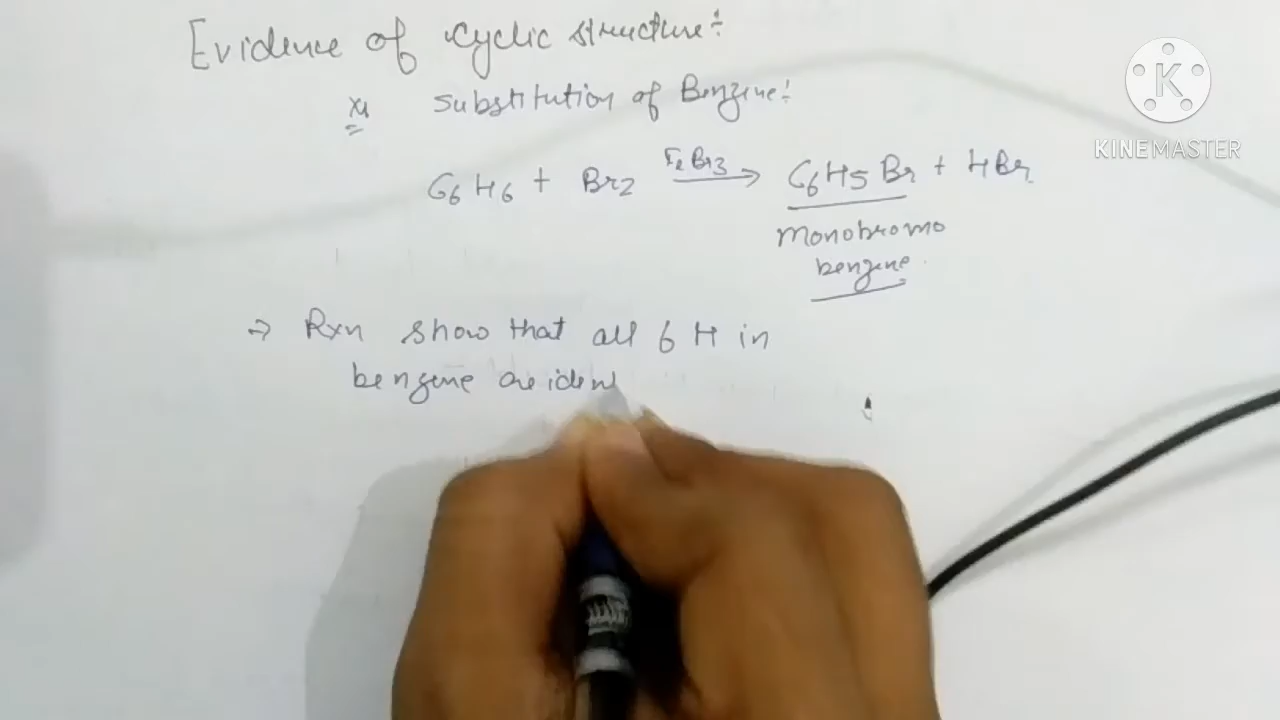 Evidence of cyclic structure:
Substitution of Benzene:
C6H6 + Br2 FeBr3 → C6H5Br + HBr
Monobromo
benzene
⇒ Rxn show that all 6 H in
benzene are iden
K
KINEMASTER